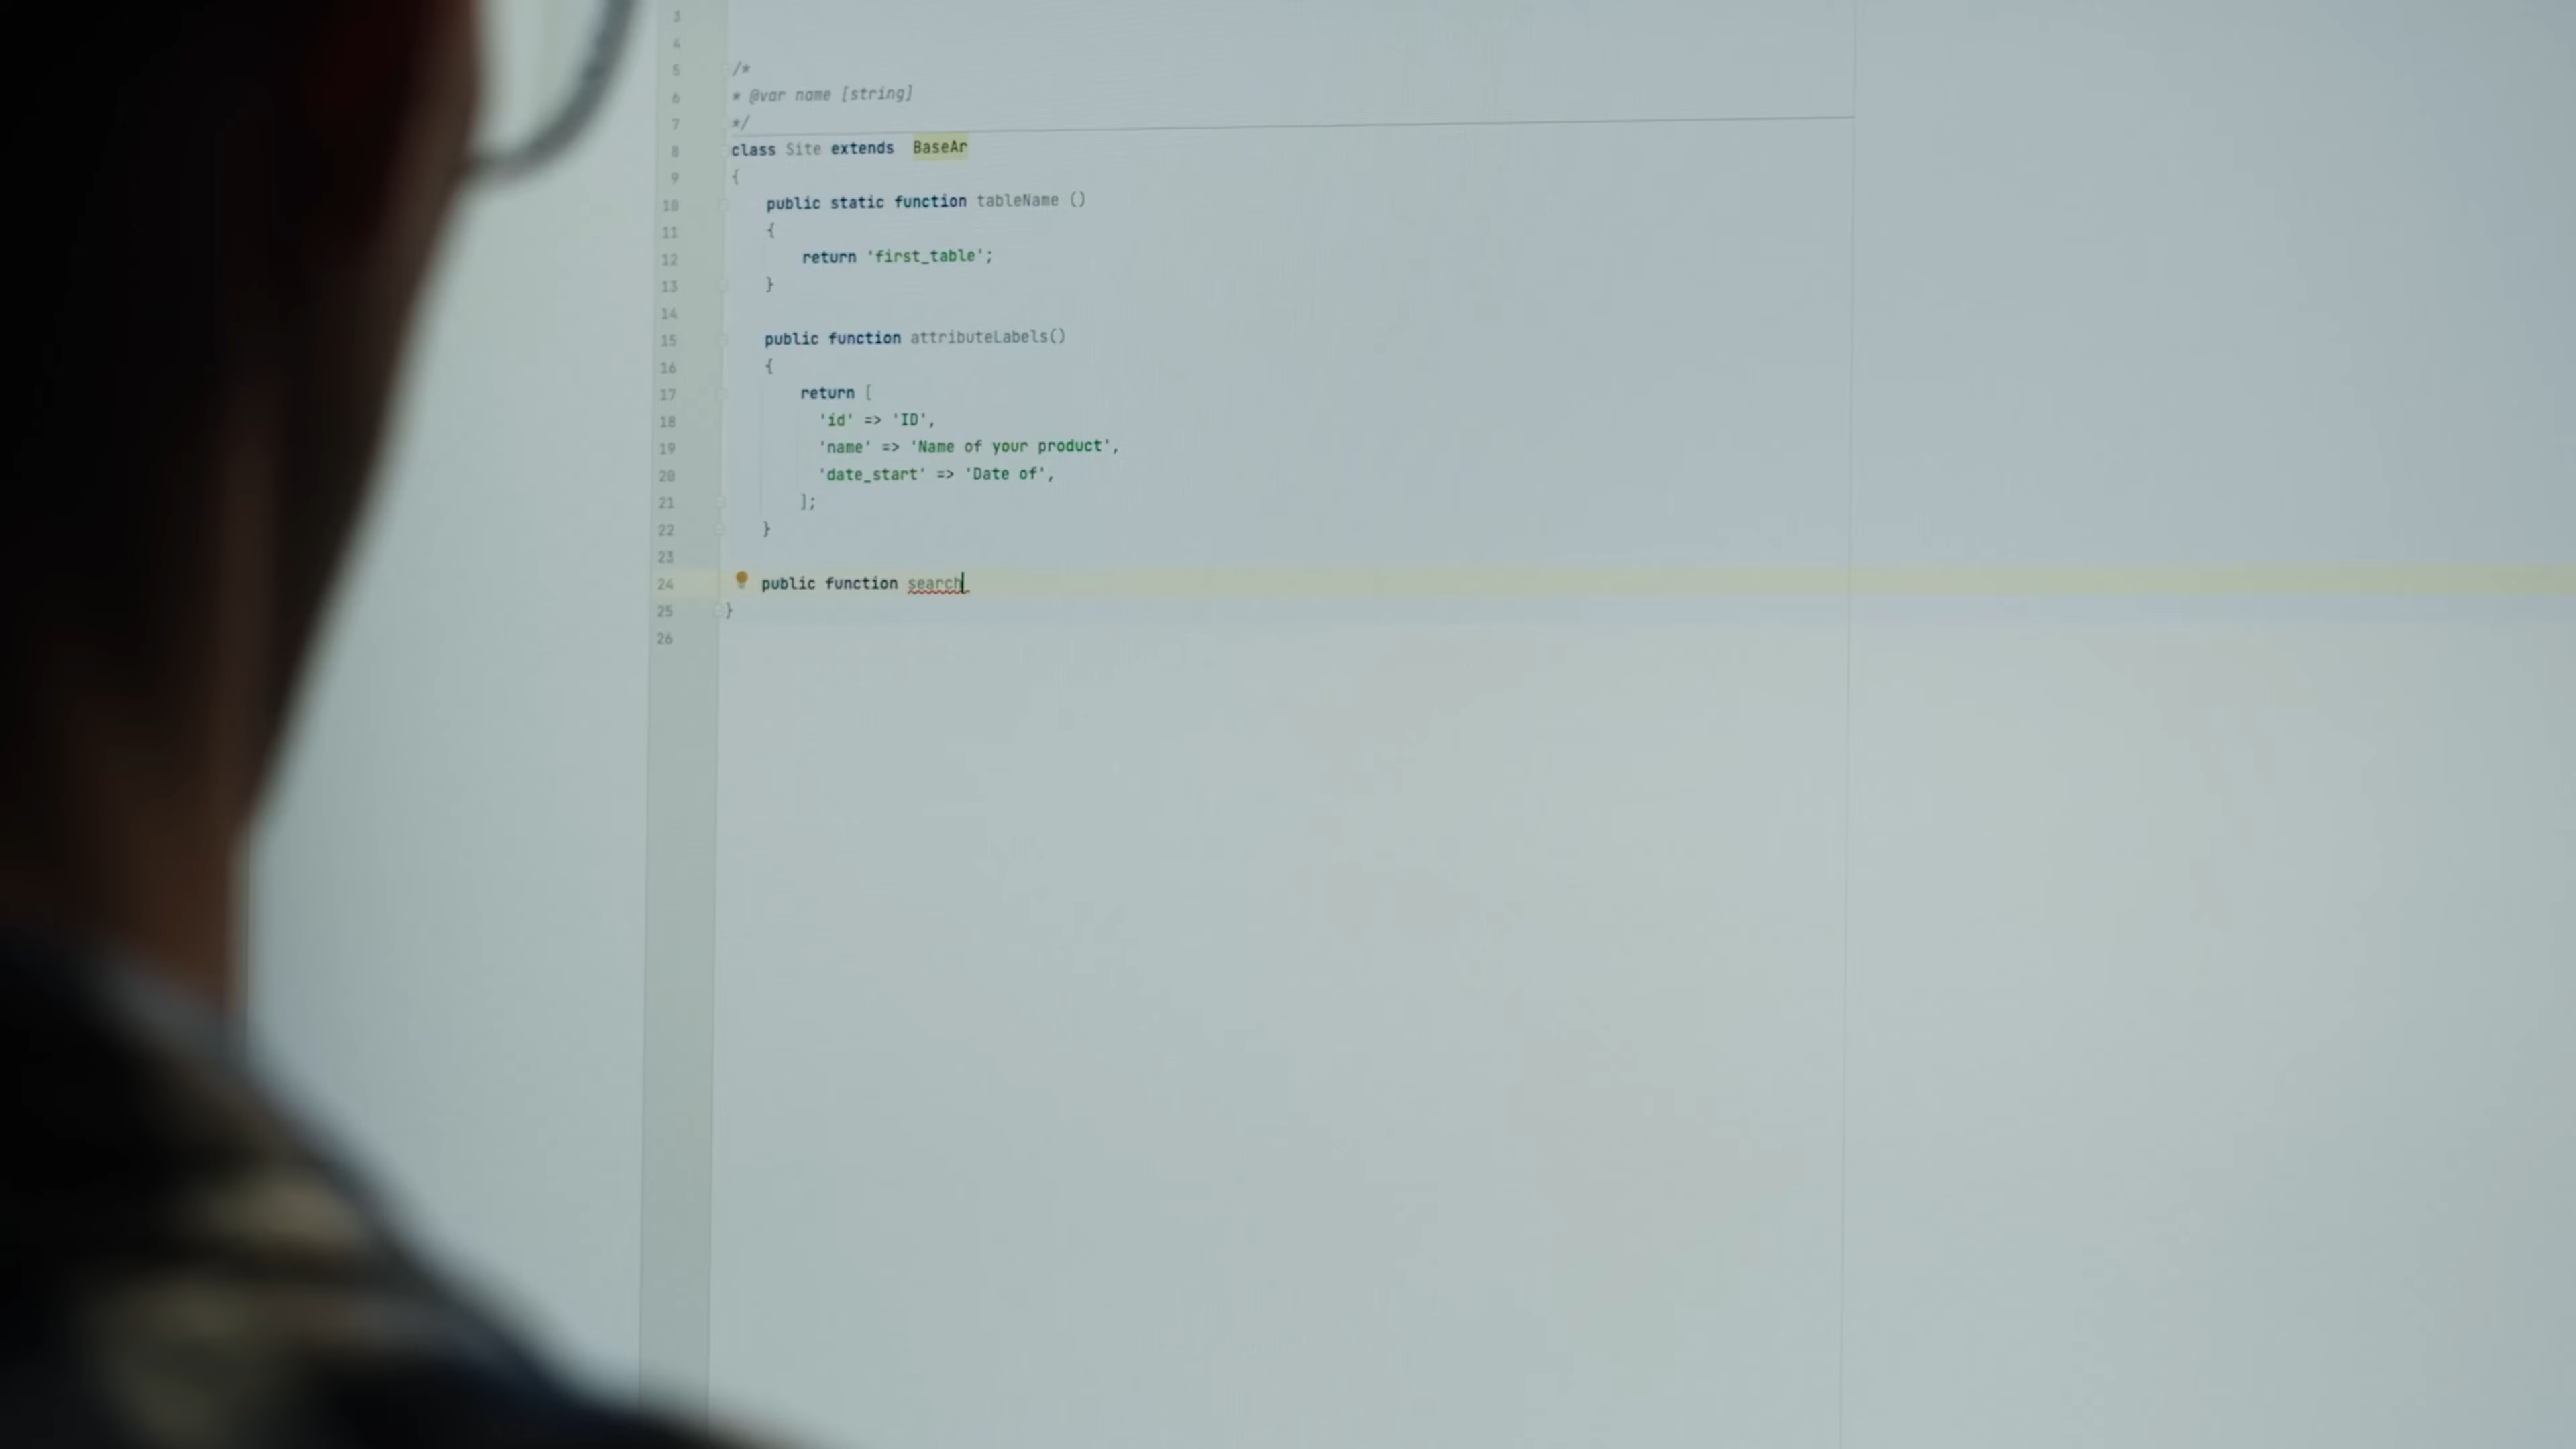 3
4
5 /*
6 * @var name [string]
7 */
8 class Site extends  BaseAr
9 {
10     public static function tableName ()
11     {
12         return 'first_table';
13     }
14
15     public function attributeLabels()
16     {
17         return [
18           'id' => 'ID',
19           'name' => 'Name of your product',
20           'date_start' => 'Date of',
21         ];
22     }
23
24     public function search
25 }
26